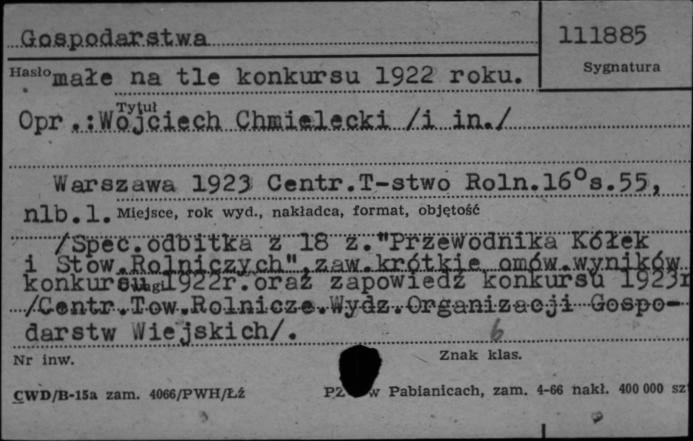 Gospodarstwa
111885
Hasło
Sygnatura
małe na tle konkursu 1922 roku.
Tytuł
Opr.:Wojciech Chmielecki /i in./
Warszawa 1923 Centr.T-stwo Roln.16°s.55,
nlb.1. Miejsce, rok wyd., nakładca, format, objętość
/Spec.odbitka z 18 z."Przewodnika Kółek
i Stow.Rolniczych",zaw.krótkie omów.wyników
konkursu 1922r.oraz zapowiedź konkursu 1923r
/Centr.Tow.Rolnicze.Wydz.Organizacji Gospo-
darstw Wiejskich/.
6
Nr inw.
Znak klas.
CWD/B-15a zam. 4066/PWH/Łź
PZ w Pabianicach, zam. 4-66 nakł. 400 000 sz